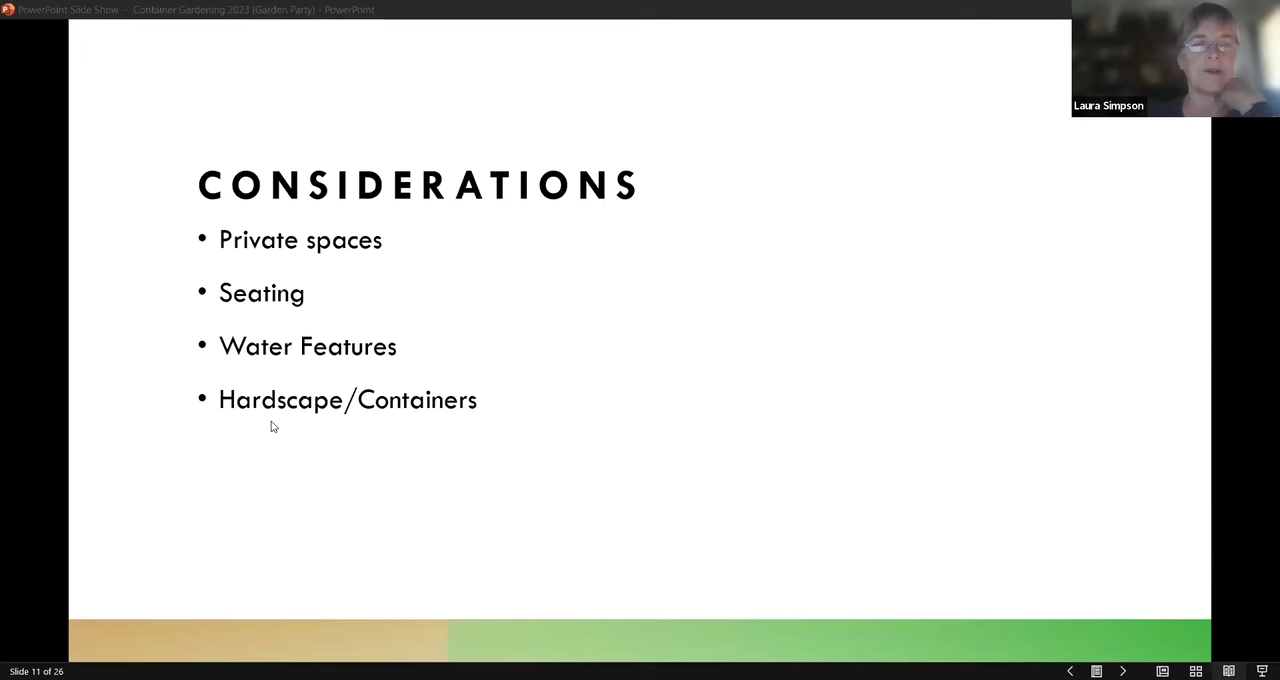 PowerPoint Slide Show - Container Gardening 2023 (Garden Party) - PowerPoint
Laura Simpson
CONSIDERATIONS
• Private spaces
• Seating
• Water Features
• Hardscape/Containers
Slide 11 of 26